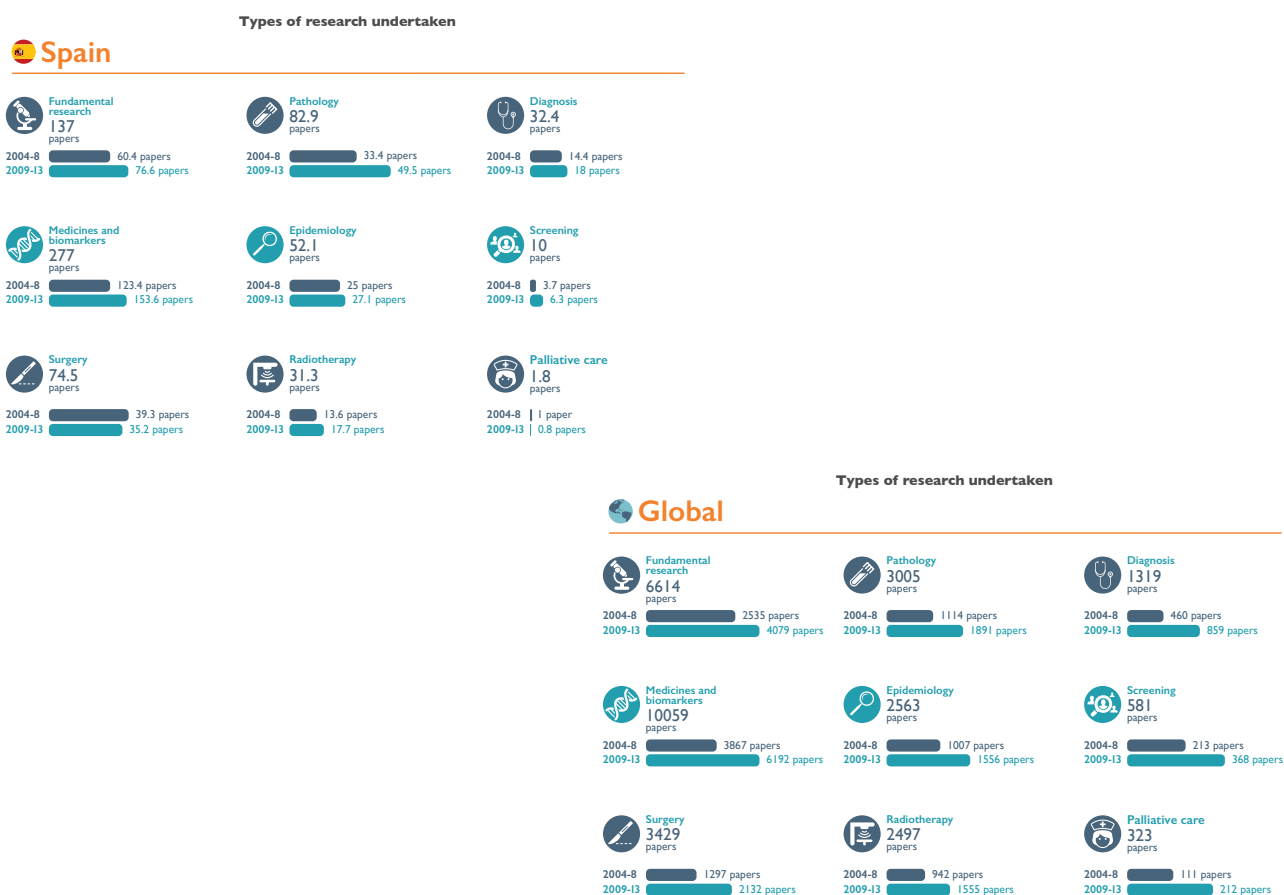 Types of research undertaken
Spain
Fundamental
research
137
papers
2004-8 60.4 papers
2009-13 76.6 papers
Pathology
82.9
papers
2004-8 33.4 papers
2009-13 49.5 papers
Diagnosis
32.4
papers
2004-8 14.4 papers
2009-13 18 papers
Medicines and
biomarkers
277
papers
2004-8 123.4 papers
2009-13 153.6 papers
Epidemiology
52.1
papers
2004-8 25 papers
2009-13 27.1 papers
Screening
10
papers
2004-8 3.7 papers
2009-13 6.3 papers
Surgery
74.5
papers
2004-8 39.3 papers
2009-13 35.2 papers
Radiotherapy
31.3
papers
2004-8 13.6 papers
2009-13 17.7 papers
Palliative care
1.8
papers
2004-8 1 paper
2009-13 0.8 papers
Types of research undertaken
Global
Fundamental
research
6614
papers
2004-8 2535 papers
2009-13 4079 papers
Pathology
3005
papers
2004-8 1114 papers
2009-13 1891 papers
Diagnosis
1319
papers
2004-8 460 papers
2009-13 859 papers
Medicines and
biomarkers
10059
papers
2004-8 3867 papers
2009-13 6192 papers
Epidemiology
2563
papers
2004-8 1007 papers
2009-13 1556 papers
Screening
581
papers
2004-8 213 papers
2009-13 368 papers
Surgery
3429
papers
2004-8 1297 papers
2009-13 2132 papers
Radiotherapy
2497
papers
2004-8 942 papers
2009-13 1555 papers
Palliative care
323
papers
2004-8 111 papers
2009-13 212 papers